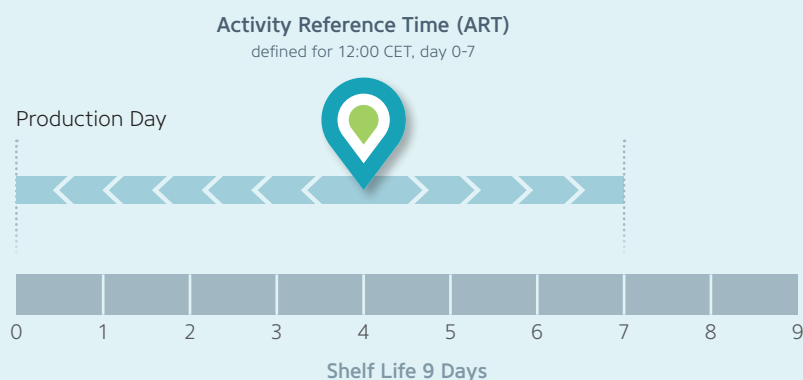 Activity Reference Time (ART)
defined for 12:00 CET, day 0-7
Production Day
0 1 2 3 4 5 6 7 8 9
Shelf Life 9 Days